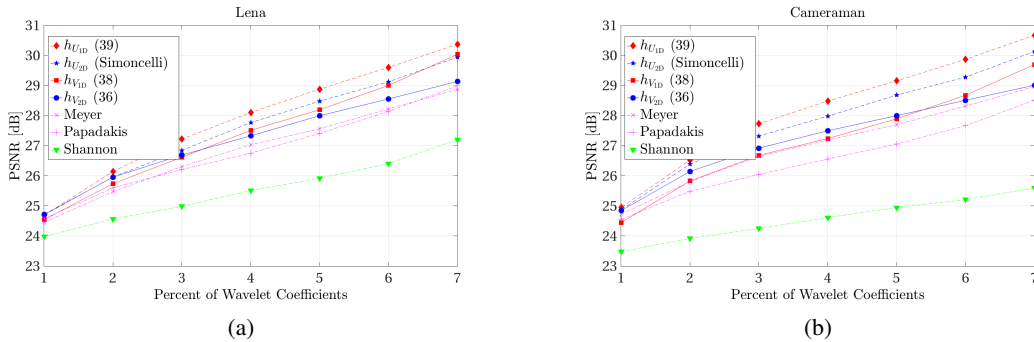 Lena
PSNR [dB]
31
30
29
28
27
26
25
24
23
h_{U_{1D}} (39)
h_{U_{2D}} (Simoncelli)
h_{V_{1D}} (38)
h_{V_{2D}} (36)
Meyer
Papadakis
Shannon
1 2 3 4 5 6 7
Percent of Wavelet Coefficients
(a)
Cameraman
PSNR [dB]
31
30
29
28
27
26
25
24
23
h_{U_{1D}} (39)
h_{U_{2D}} (Simoncelli)
h_{V_{1D}} (38)
h_{V_{2D}} (36)
Meyer
Papadakis
Shannon
1 2 3 4 5 6 7
Percent of Wavelet Coefficients
(b)